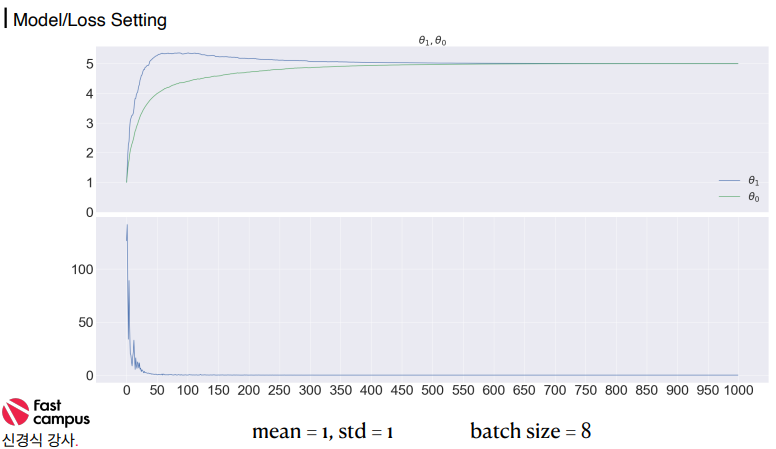 Model/Loss Setting
θ₁, θ₀
5
4
3
2
1
0
θ₁
θ₀
100
50
0
0 50 100 150 200 250 300 350 400 450 500 550 600 650 700 750 800 850 900 950 1000
fast
campus
신경식 강사.
mean = 1, std = 1 batch size = 8